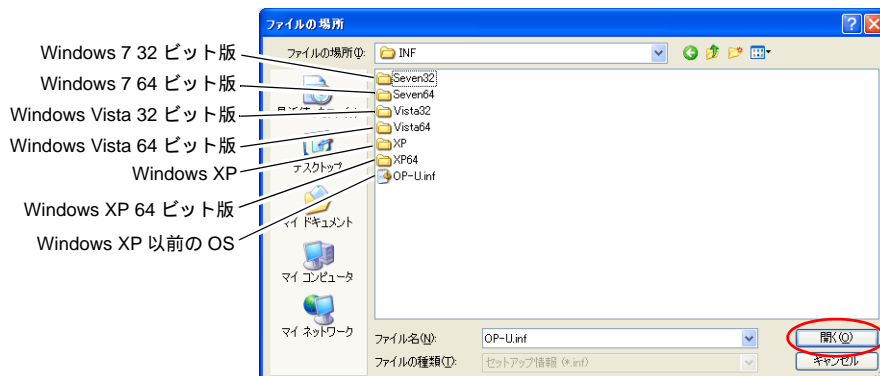 ファイルの場所
ファイルの場所(I):
INF
Windows 7 32 ビット版
Windows 7 64 ビット版
Windows Vista 32 ビット版
Windows Vista 64 ビット版
Windows XP
Windows XP 64 ビット版
Windows XP 以前の OS
デスクトップ
マイ ドキュメント
マイ コンピュータ
マイ ネットワーク
Seven32
Seven64
Vista32
Vista64
XP
XP64
OP-U.inf
ファイル名(N):
OP-U.inf
開く(O)
ファイルの種類(T):
セットアップ情報 (*.inf)
キャンセル